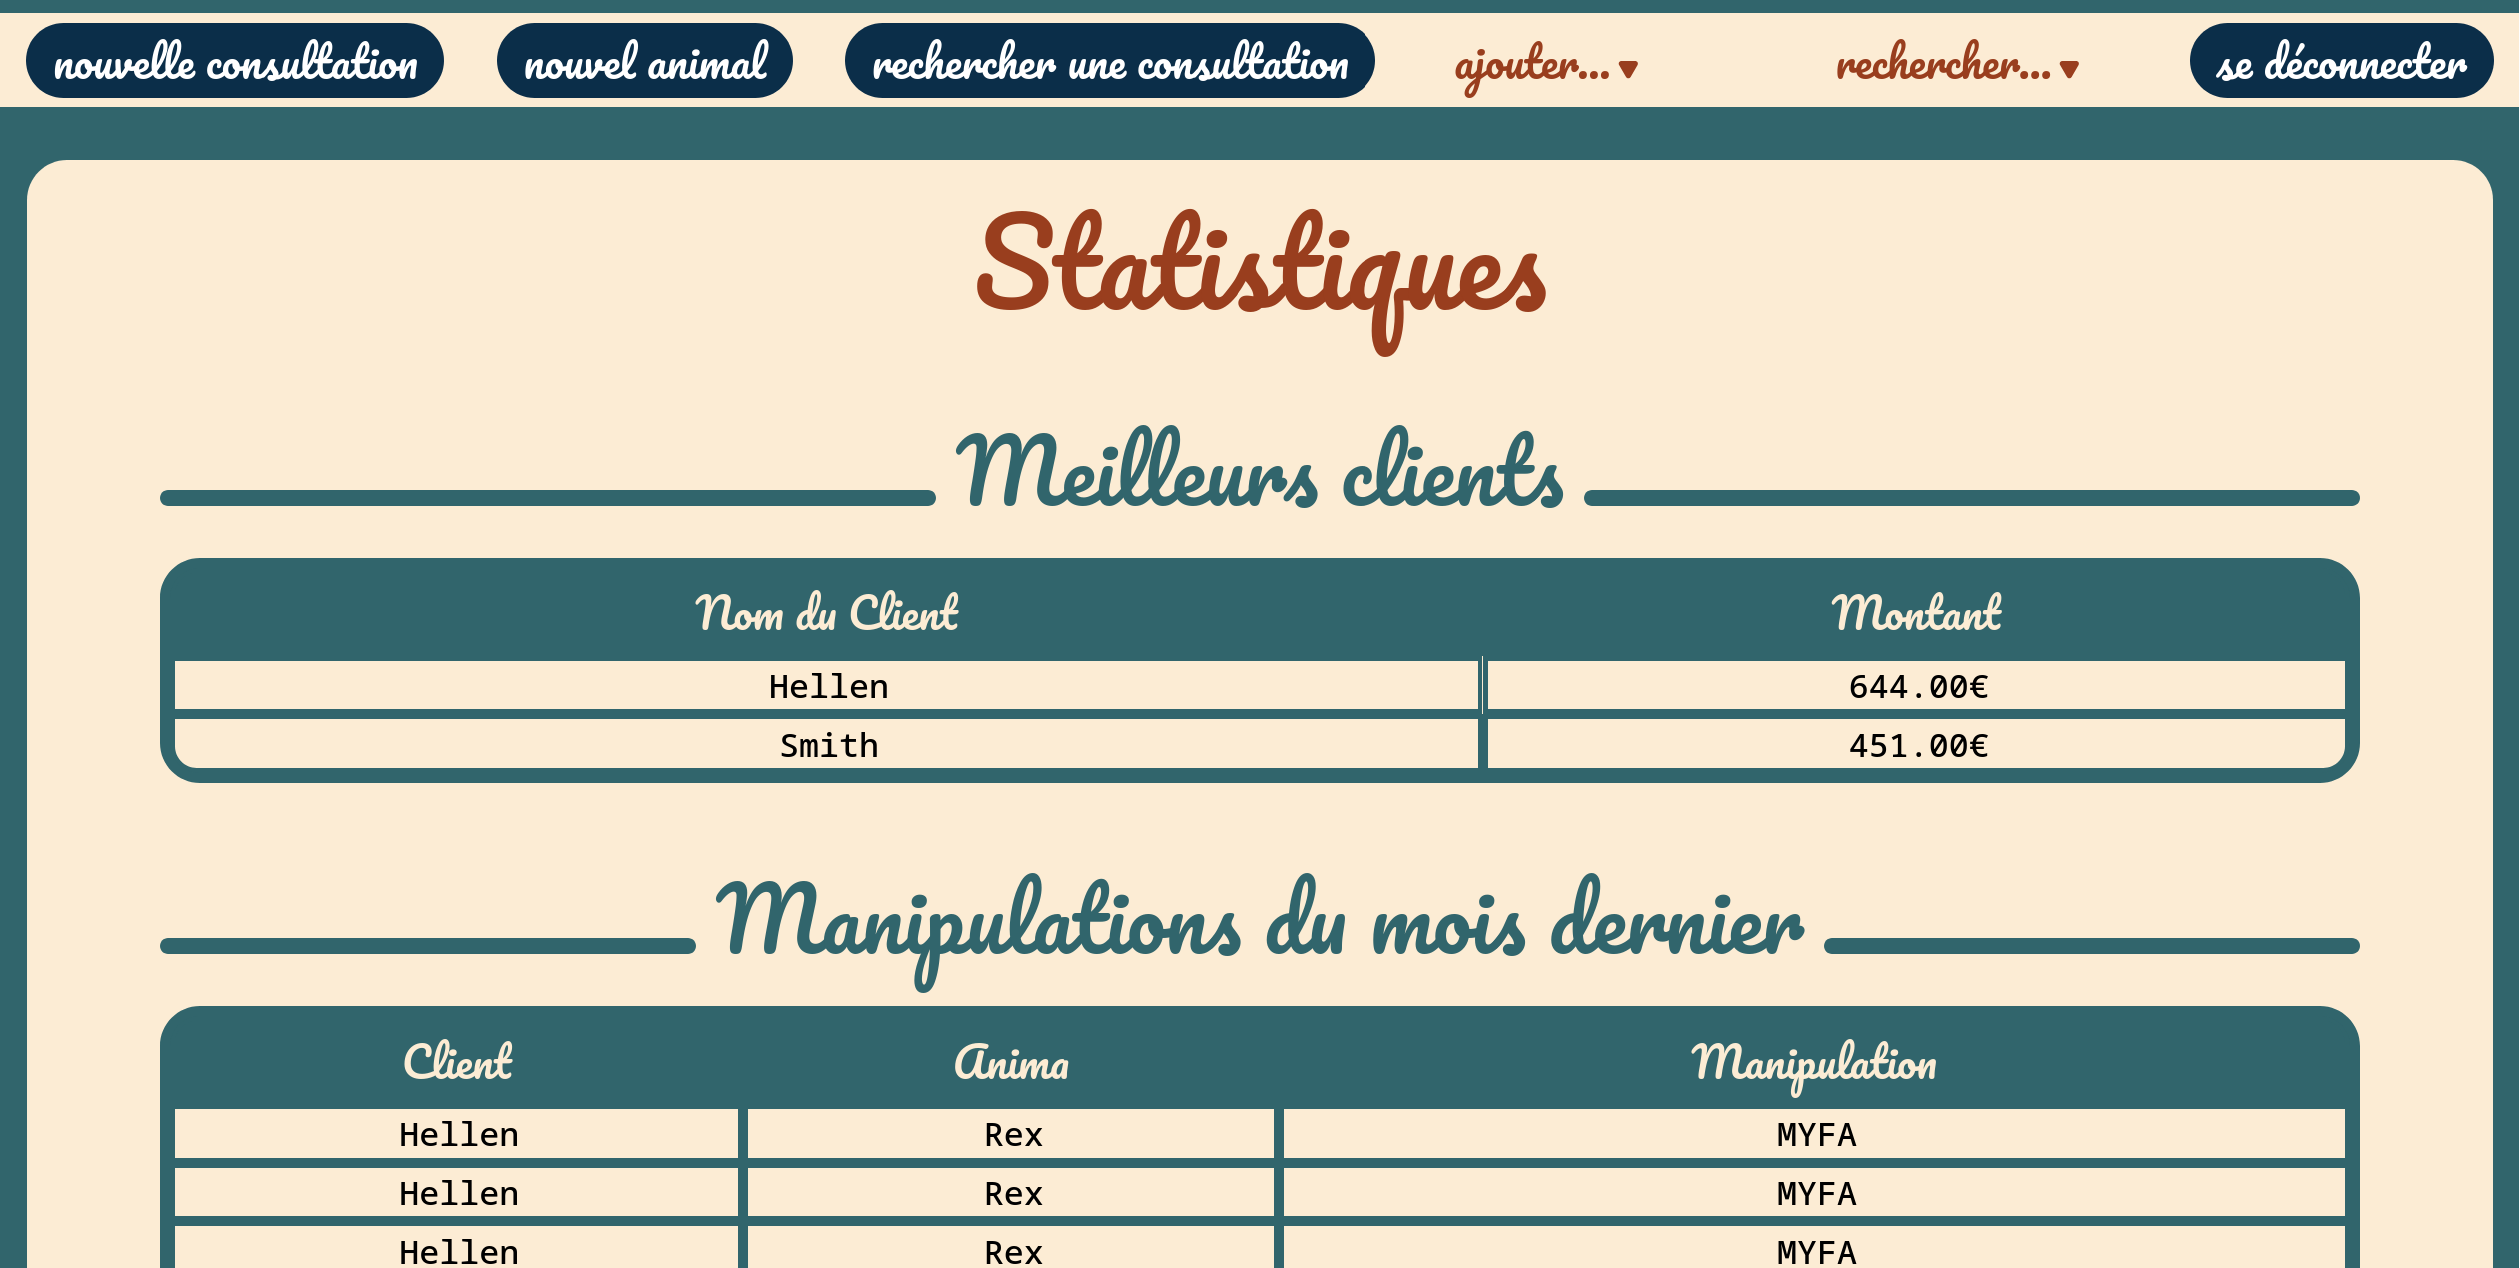 nouvelle consultation nouvel animal rechercher une consultation ajouter...▼ rechercher...▼ se déconnecter
Statistiques
Meilleurs clients
Nom du Client Montant
Hellen 644.00€
Smith 451.00€
Manipulations du mois dernier
Client Anima Manipulation
Hellen Rex MYFA
Hellen Rex MYFA
Hellen Rex MYFA